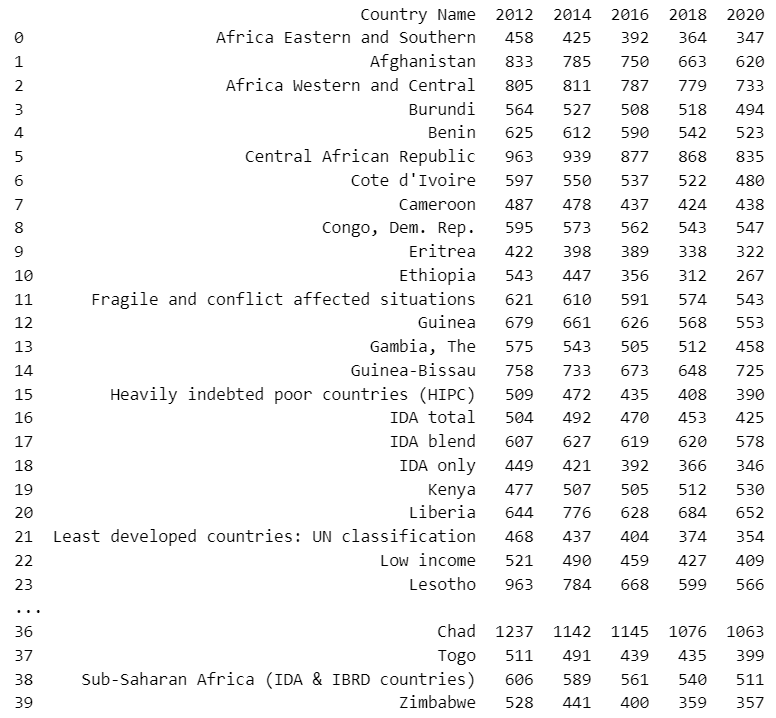 Country Name 2012 2014 2016 2018 2020
0 Africa Eastern and Southern 458 425 392 364 347
1 Afghanistan 833 785 750 663 620
2 Africa Western and Central 805 811 787 779 733
3 Burundi 564 527 508 518 494
4 Benin 625 612 590 542 523
5 Central African Republic 963 939 877 868 835
6 Cote d'Ivoire 597 550 537 522 480
7 Cameroon 487 478 437 424 438
8 Congo, Dem. Rep. 595 573 562 543 547
9 Eritrea 422 398 389 338 322
10 Ethiopia 543 447 356 312 267
11 Fragile and conflict affected situations 621 610 591 574 543
12 Guinea 679 661 626 568 553
13 Gambia, The 575 543 505 512 458
14 Guinea-Bissau 758 733 673 648 725
15 Heavily indebted poor countries (HIPC) 509 472 435 408 390
16 IDA total 504 492 470 453 425
17 IDA blend 607 627 619 620 578
18 IDA only 449 421 392 366 346
19 Kenya 477 507 505 512 530
20 Liberia 644 776 628 684 652
21 Least developed countries: UN classification 468 437 404 374 354
22 Low income 521 490 459 427 409
23 Lesotho 963 784 668 599 566
...
36 Chad 1237 1142 1145 1076 1063
37 Togo 511 491 439 435 399
38 Sub-Saharan Africa (IDA & IBRD countries) 606 589 561 540 511
39 Zimbabwe 528 441 400 359 357